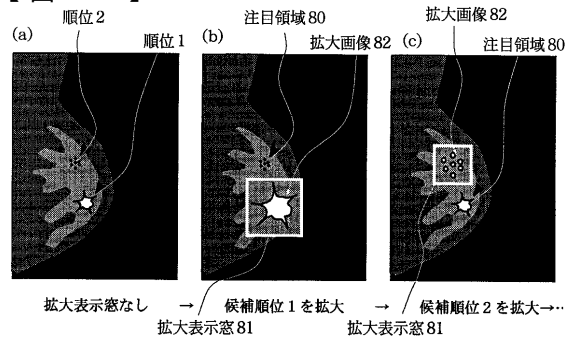 順位2
順位1
注目領域80
拡大画像82
拡大画像82
注目領域80
(a)
(b)
(c)
拡大表示窓なし → 候補順位1を拡大 → 候補順位2を拡大→‥
拡大表示窓81
拡大表示窓81